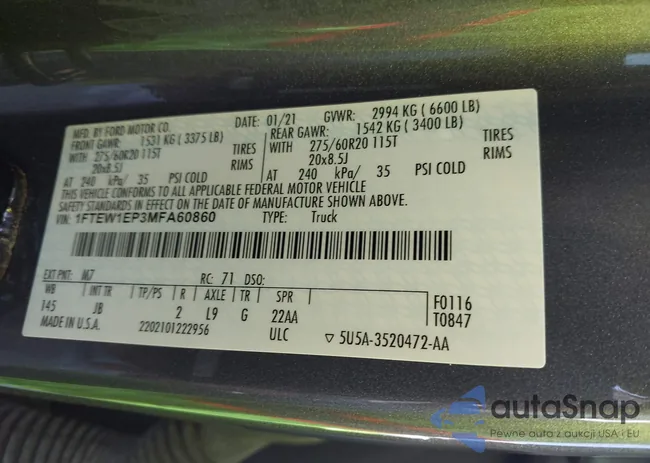 MFD. BY FORD MOTOR CO.
DATE: 01/21 GVWR: 2994 KG ( 6600 LB)
FRONT GAWR: 1531 KG ( 3375 LB)
REAR GAWR: 1542 KG ( 3400 LB)
WITH 275/60R20 115T TIRES
WITH 275/60R20 115T TIRES
20x8.5J RIMS
20x8.5J RIMS
AT 240 kPa/ 35 PSI COLD
AT 240 kPa/ 35 PSI COLD
THIS VEHICLE CONFORMS TO ALL APPLICABLE FEDERAL MOTOR VEHICLE
SAFETY STANDARDS IN EFFECT ON THE DATE OF MANUFACTURE SHOWN ABOVE.
VIN: 1FTEW1EP3MFA60860 TYPE: Truck
EXT PNT: M7 RC: 71 DSO:
WB INT TR TP/PS R AXLE TR SPR
145 JB 2 L9 G 22AA
F0116
T0847
MADE IN U.S.A. 2202101222956 ULC ▽ 5U5A-3520472-AA
autaSnap
Pewne auta z aukcji USA i EU